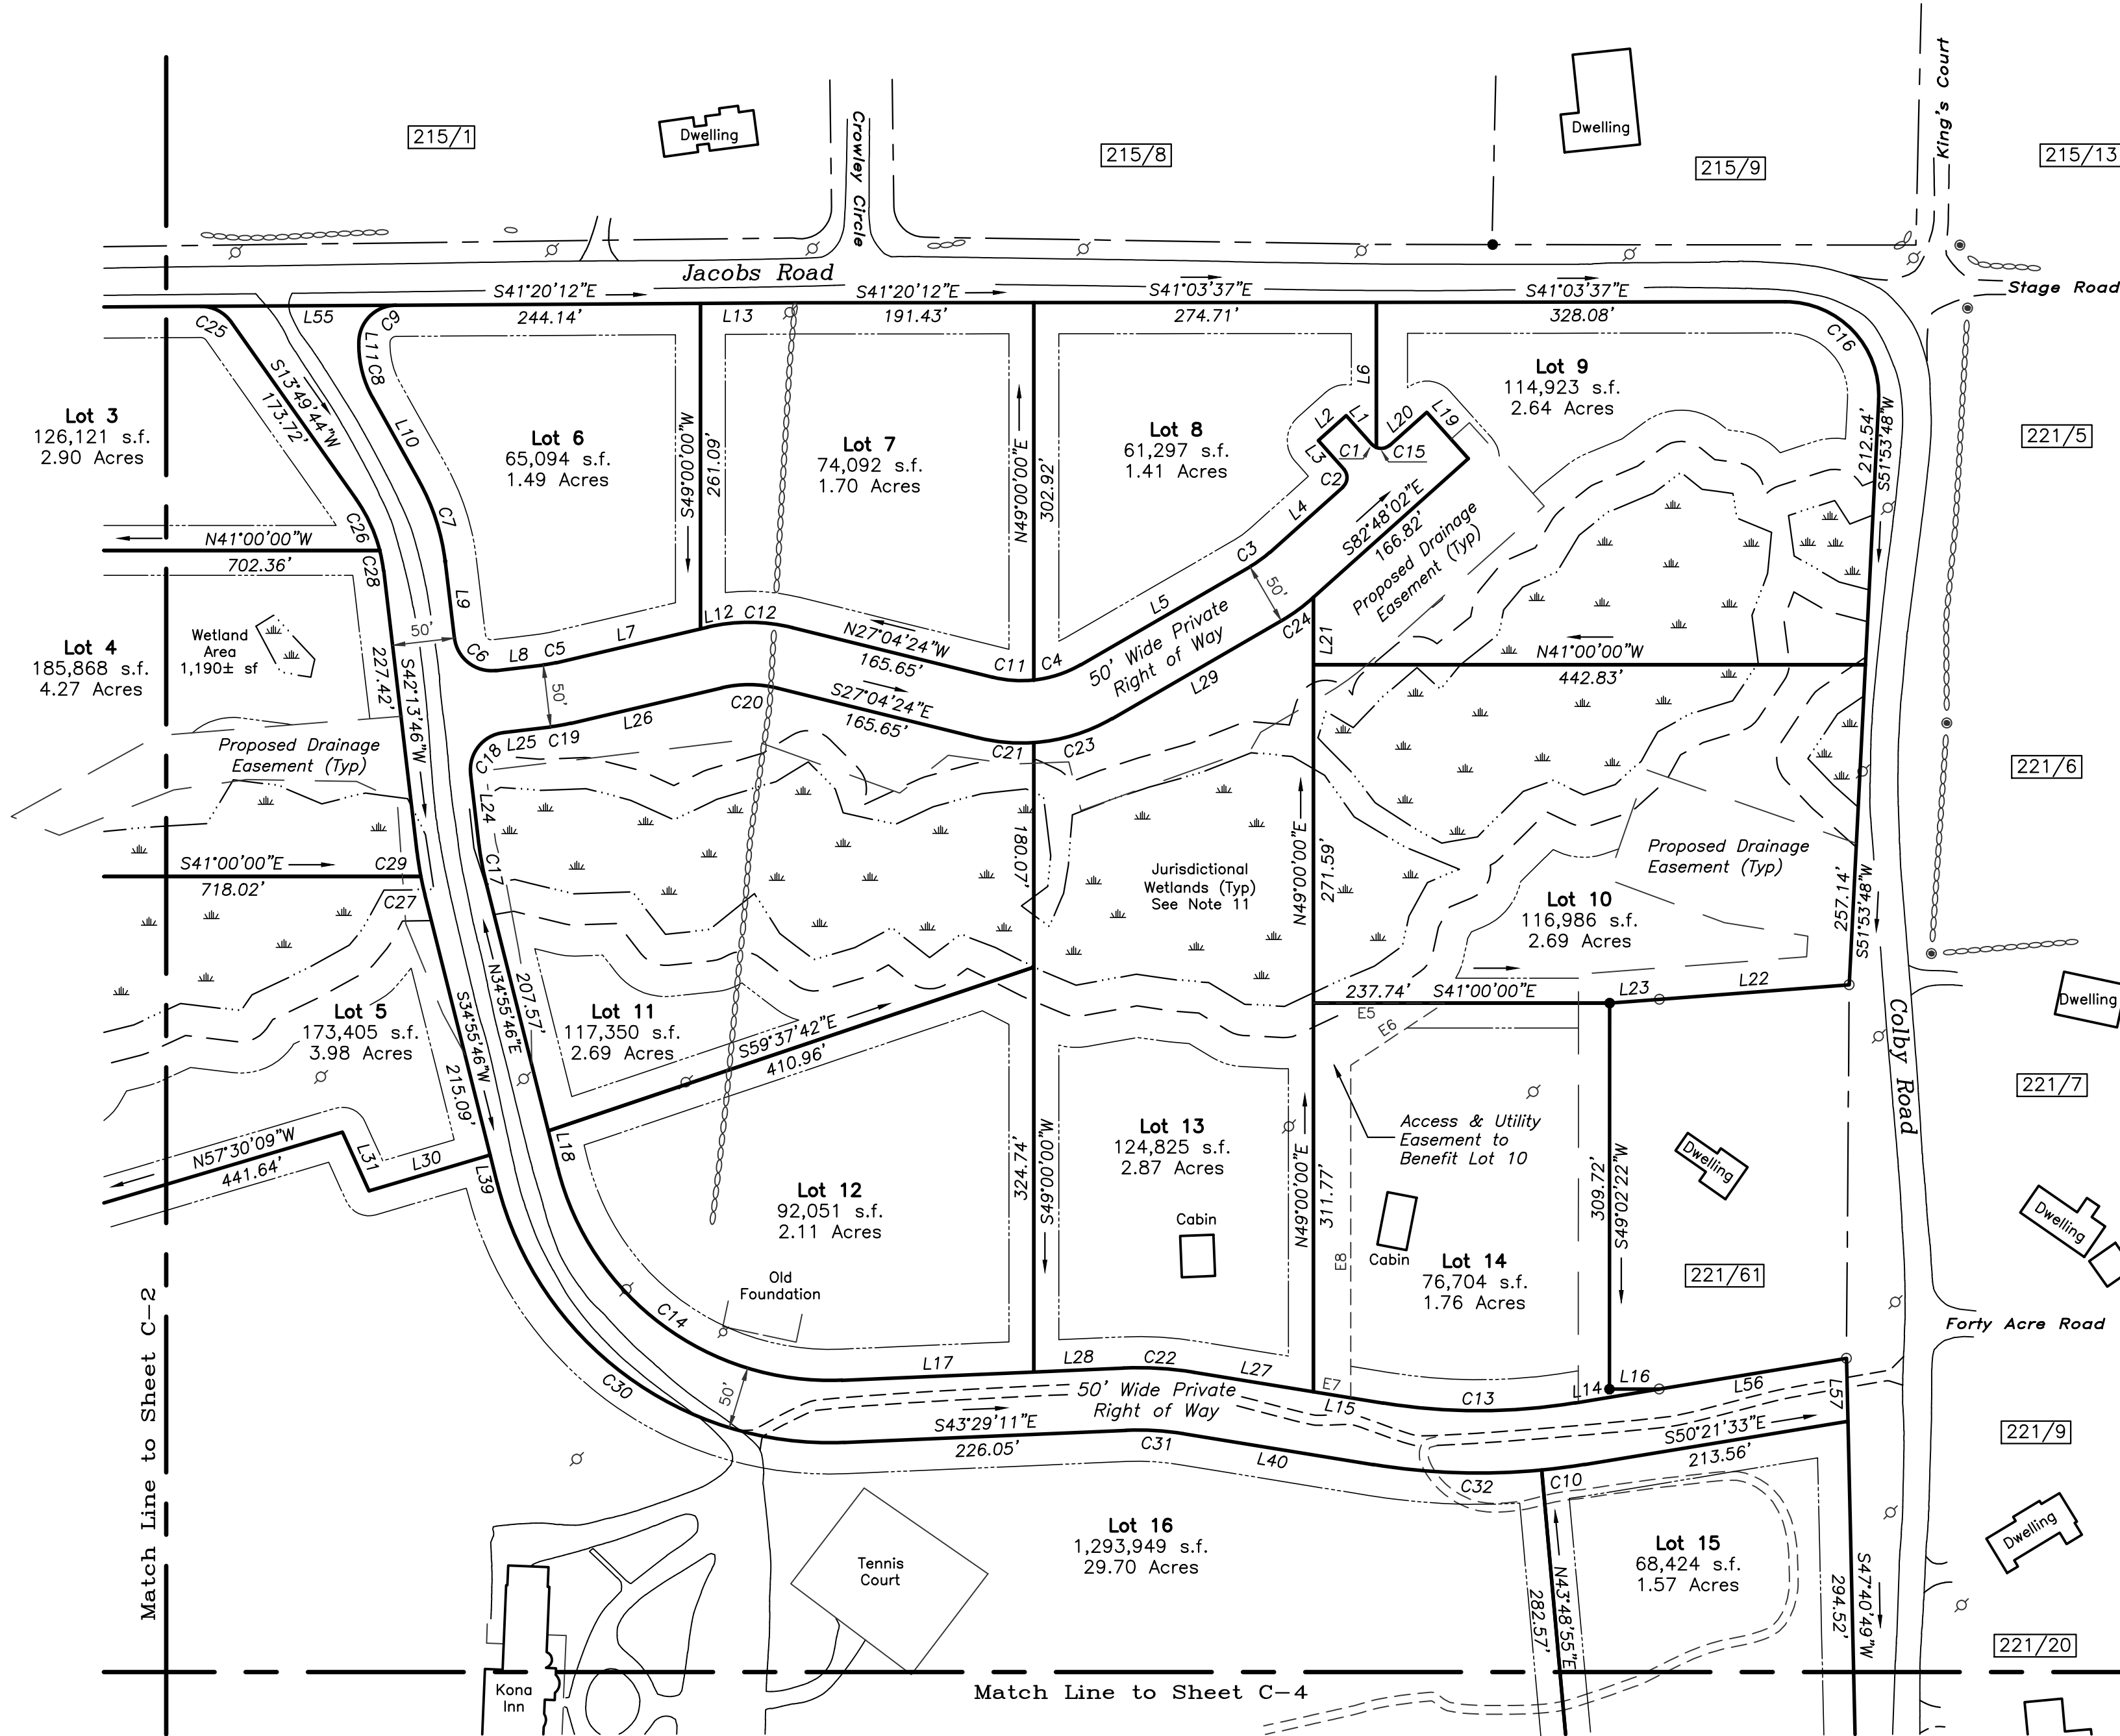 King's Court
215/1
Dwelling
Crowley Circle
215/8
Dwelling
215/9
215/13
Jacobs Road
Stage Road
S41°20'12"E
S41°20'12"E
S41°03'37"E
S41°03'37"E
C25
L55
C9
244.14'
L13
191.43'
274.71'
328.08'
C16
L11
C8
S13°49'44"W
173.72'
L10
L6
Lot 3
126,121 s.f.
2.90 Acres
Lot 6
65,094 s.f.
1.49 Acres
S49°00'00"W
261.09'
Lot 7
74,092 s.f.
1.70 Acres
N49°00'00"E
302.92'
Lot 8
61,297 s.f.
1.41 Acres
L2
L1
L20
L19
L3
C1
C15
C2
Lot 9
114,923 s.f.
2.64 Acres
212.54'
S51°53'48"W
221/5
C7
C26
N41°00'00"W
702.36'
C28
L4
C3
S82°48'02"E
166.82'
Proposed Drainage
Easement (Typ)
50'
L9
50'
L12
C12
L7
C6
L8
C5
N27°04'24"W
165.65'
C11
C4
L5
50' Wide Private
Right of Way
C24
L21
N41°00'00"W
442.83'
Lot 4
185,868 s.f.
4.27 Acres
Wetland
Area
1,190± sf
227.42'
S42°13'46"W
50'
C20
S27°04'24"E
165.65'
L29
L26
L25
C19
C18
C21
C23
Proposed Drainage
Easement (Typ)
221/6
L24
C17
180.07'
N49°00'00"E
271.59'
Jurisdictional
Wetlands (Typ)
See Note 11
Proposed Drainage
Easement (Typ)
S41°00'00"E
718.02'
C29
C27
Lot 10
116,986 s.f.
2.69 Acres
257.14'
S51°53'48"W
Lot 5
173,405 s.f.
3.98 Acres
S34°55'46"W
215.09'
N34°55'46"E
207.57'
Lot 11
117,350 s.f.
2.69 Acres
S59°37'42"E
410.96'
237.74'
S41°00'00"E
L23
L22
E5
E6
Dwelling
Colby Road
221/7
N57°30'09"W
441.64'
L31
L30
L39
L18
324.74'
S49°00'00"W
Lot 13
124,825 s.f.
2.87 Acres
N49°00'00"E
311.77'
Access & Utility
Easement to
Benefit Lot 10
309.72'
S49°02'22"W
Dwelling
Dwelling
Lot 12
92,051 s.f.
2.11 Acres
Cabin
Cabin
E8
Lot 14
76,704 s.f.
1.76 Acres
221/61
Old
Foundation
C14
Forty Acre Road
Match Line to Sheet C-2
C30
50'
L17
L28
C22
L27
E7
L15
C13
L14
L16
L56
L57
50' Wide Private
Right of Way
S43°29'11"E
226.05'
C31
L40
C32
C10
S50°21'33"E
213.56'
221/9
Tennis
Court
Lot 16
1,293,949 s.f.
29.70 Acres
282.57'
N43°48'55"E
Lot 15
68,424 s.f.
1.57 Acres
294.52'
S47°40'49"W
Dwelling
221/20
Kona
Inn
Match Line to Sheet C-4